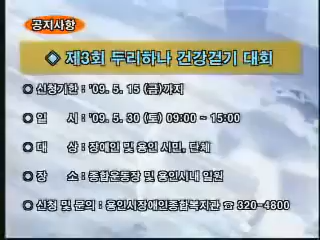 공지사항
◈ 제3회 두리하나 건강걷기 대회
◎ 신청기한 : '09. 5. 15 (금)까지
◎ 일 시 : '09. 5. 30 (토) 09:00 ~ 15:00
◎ 대 상 : 장애인 및 용인 시민, 단체
◎ 장 소 : 종합운동장 및 용인시내 일원
◎ 신청 및 문의 : 용인시장애인종합복지관 ☎ 320-4800